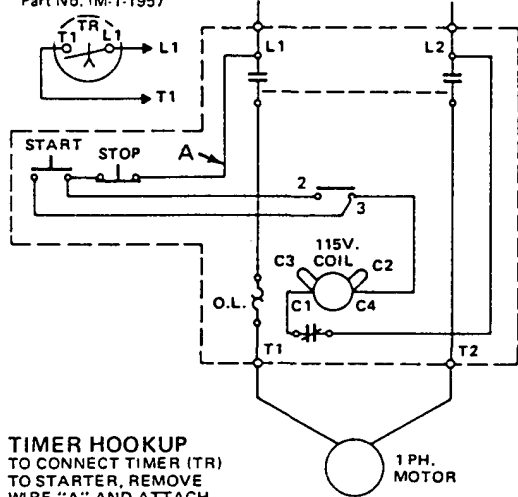 Part No. 1M-1-1957
TR
T1 L1
L1
T1
L1
L2
START
STOP
A
2
3
115V.
COIL
C3
C2
C1
C4
O.L.
T1
T2
1 PH.
MOTOR
TIMER HOOKUP
TO CONNECT TIMER (TR)
TO STARTER, REMOVE
WIRE "A" AND ATTACH